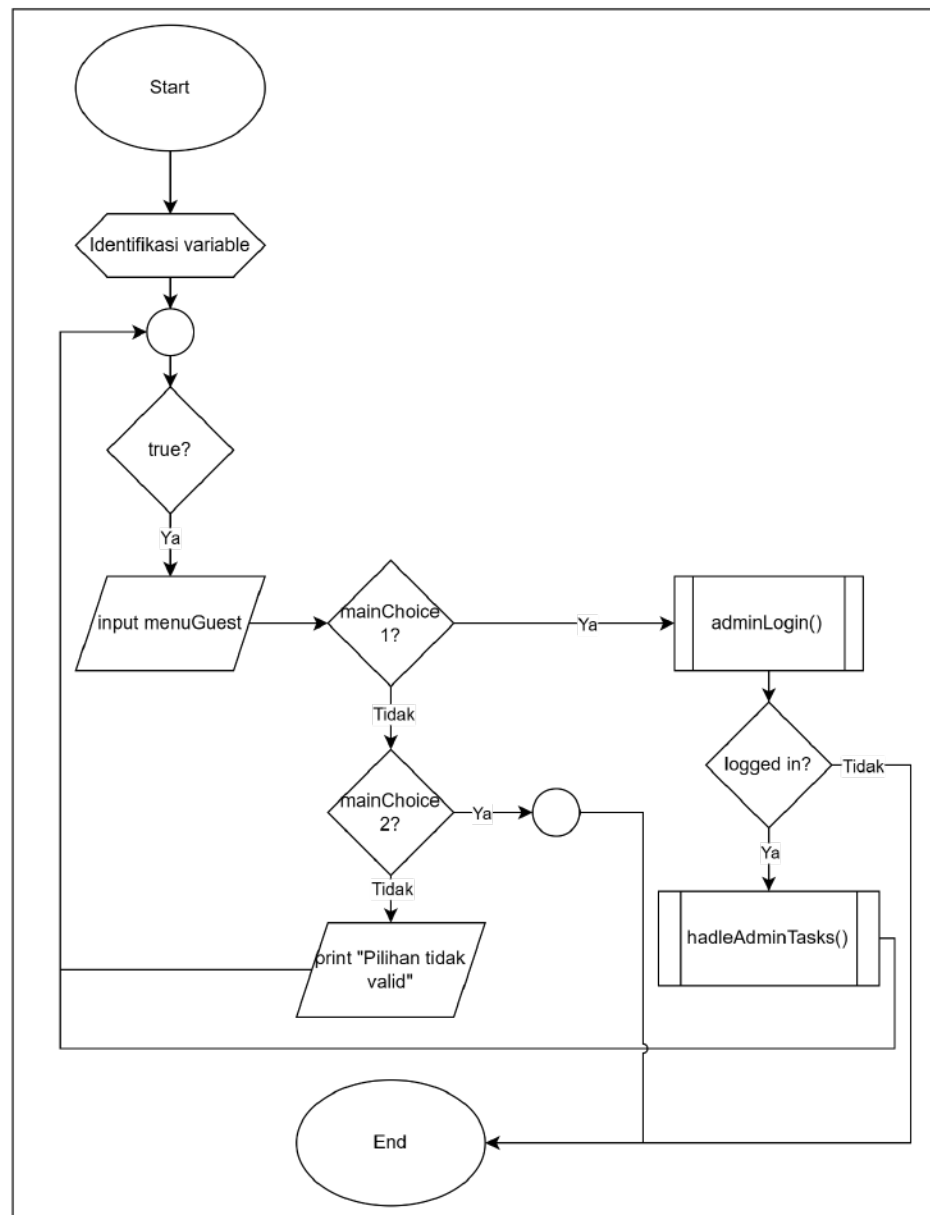 Start
Identifikasi variable
true?
Ya
input menuGuest
mainChoice
1?
Ya
adminLogin()
Tidak
logged in?
Tidak
mainChoice
2?
Ya
Ya
Tidak
hadleAdminTasks()
print "Pilihan tidak
valid"
End